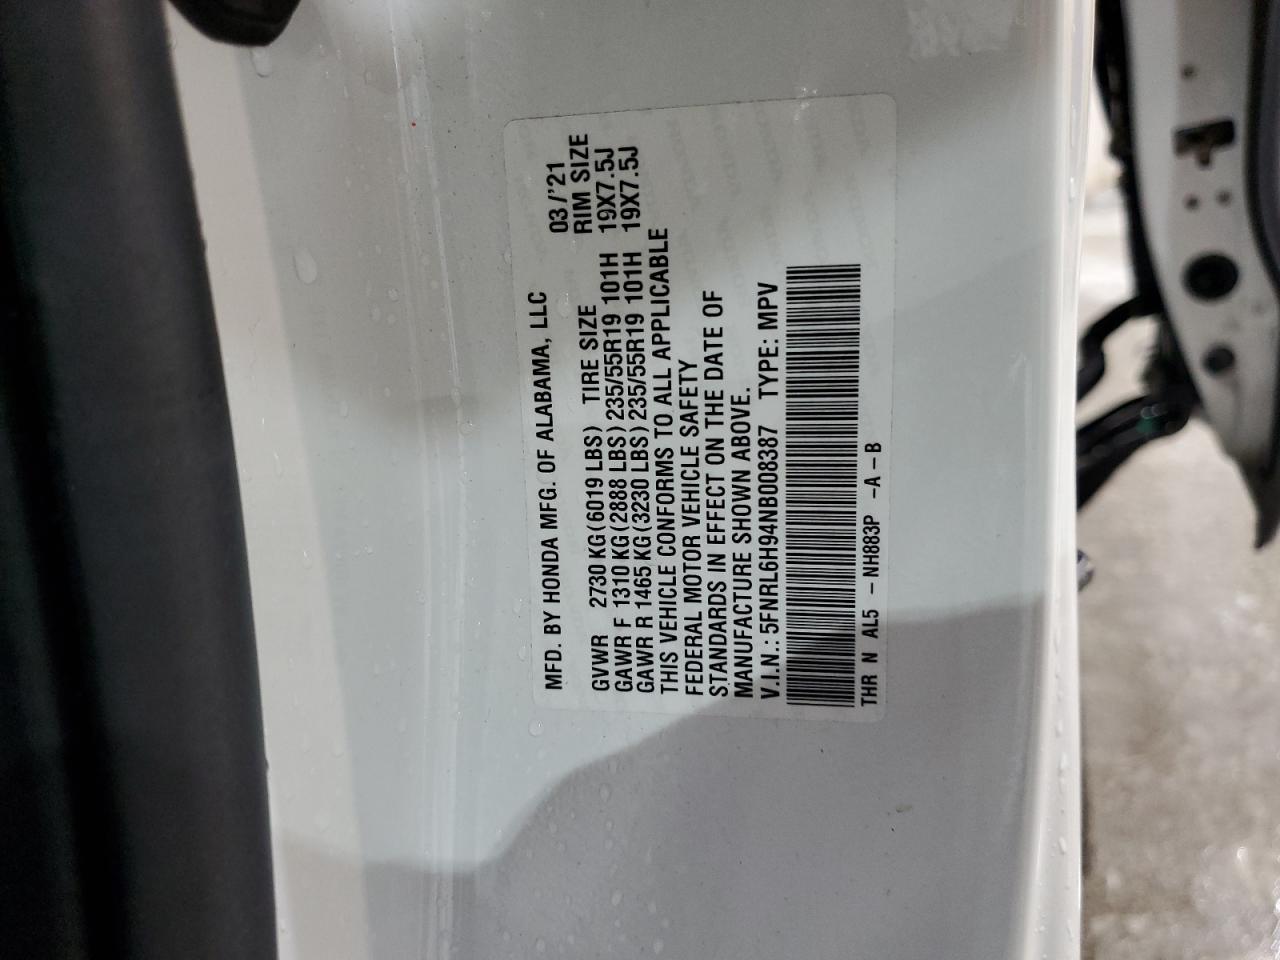 MFD. BY HONDA MFG. OF ALABAMA, LLC 03/'21
GVWR 2730 KG(6019 LBS) TIRE SIZE RIM SIZE
GAWR F 1310 KG(2888 LBS) 235/55R19 101H 19X7.5J
GAWR R 1465 KG(3230 LBS) 235/55R19 101H 19X7.5J
THIS VEHICLE CONFORMS TO ALL APPLICABLE
FEDERAL MOTOR VEHICLE SAFETY
STANDARDS IN EFFECT ON THE DATE OF
MANUFACTURE SHOWN ABOVE.
V.I.N.: 5FNRL6H94NB008387 TYPE: MPV
THR N AL5 - NH883P -A-B